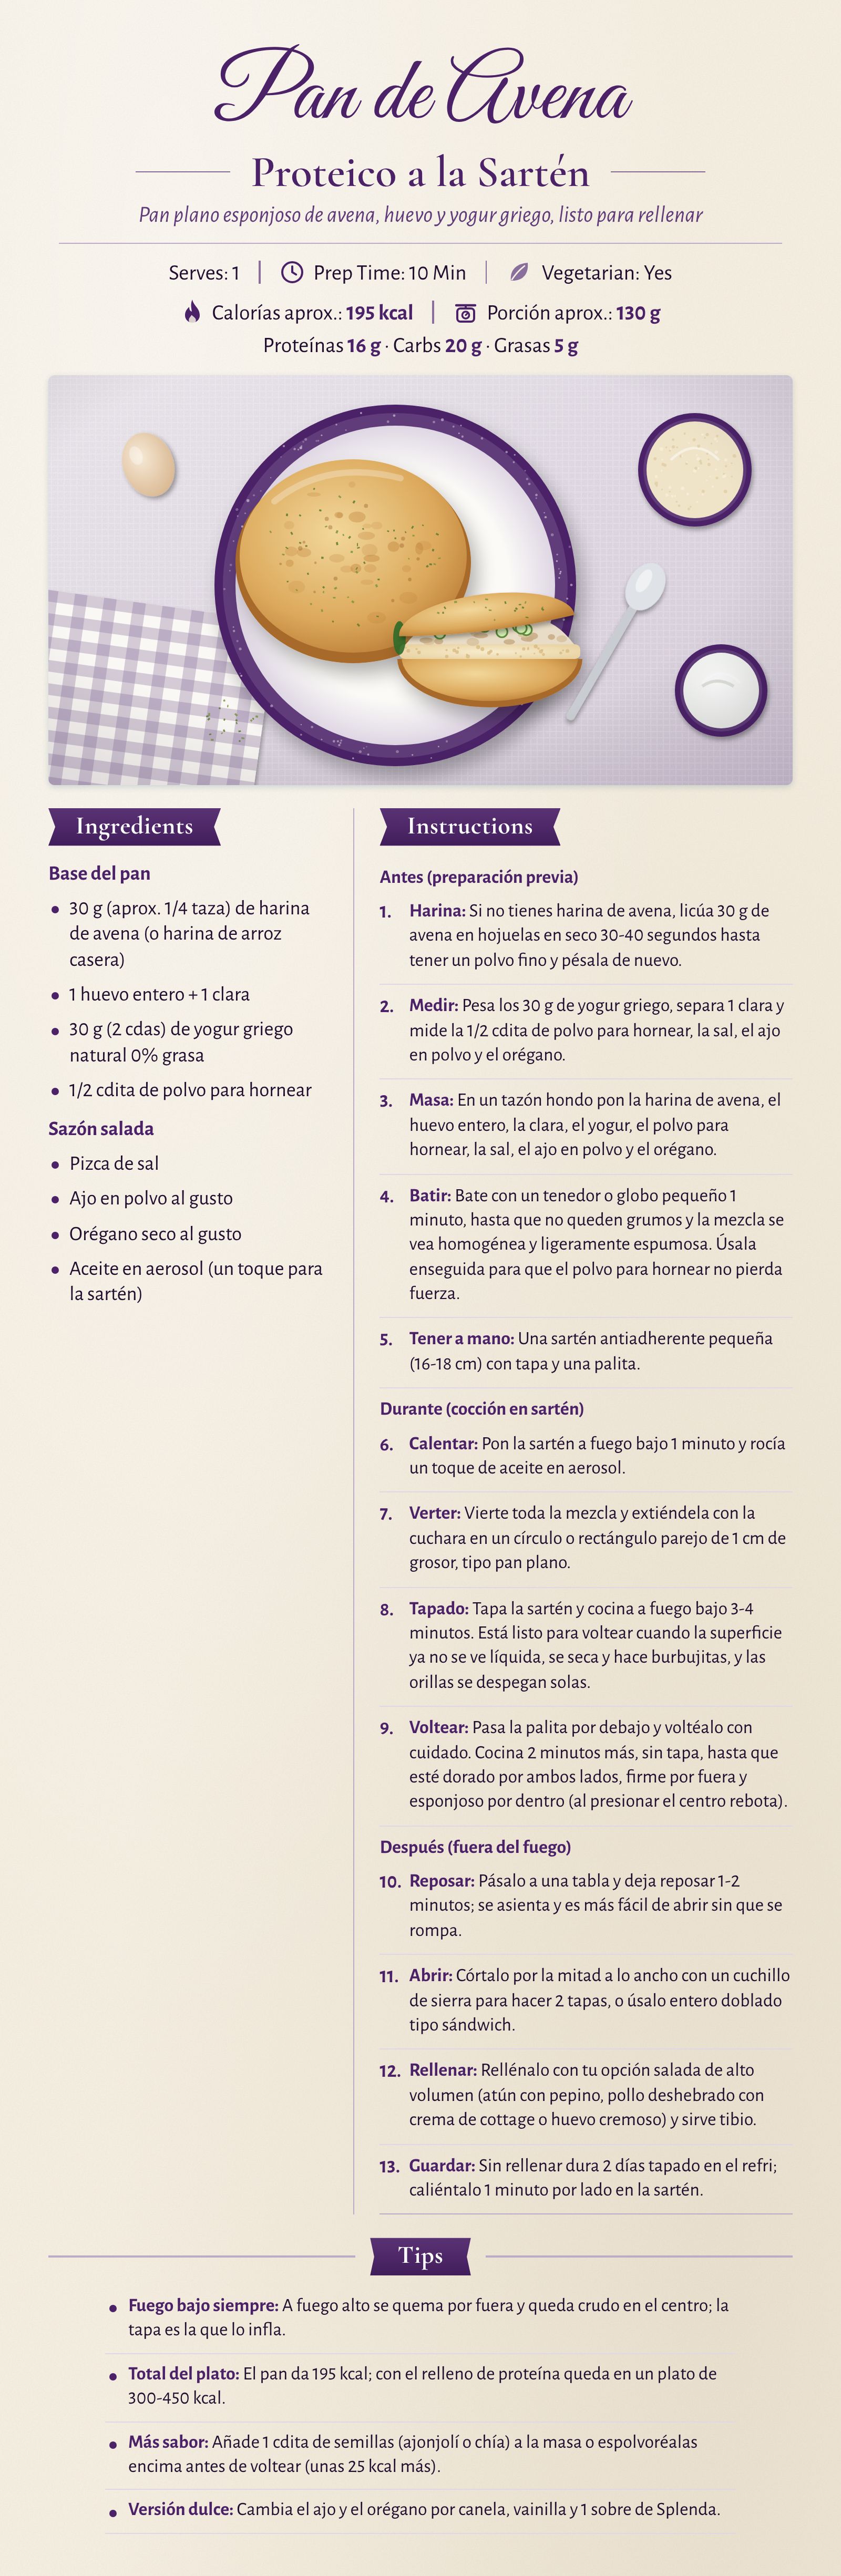 Pan de Avena
Proteico a la Sartén
Pan plano esponjoso de avena, huevo y yogur griego, listo para rellenar
Serves: 1 | Prep Time: 10 Min | Vegetarian: Yes
Calorías aprox.: 195 kcal | Porción aprox.: 130 g
Proteínas 16 g · Carbs 20 g · Grasas 5 g
Ingredients
Base del pan
• 30 g (aprox. 1/4 taza) de harina
de avena (o harina de arroz
casera)
• 1 huevo entero + 1 clara
• 30 g (2 cdas) de yogur griego
natural 0% grasa
• 1/2 cdita de polvo para hornear
Sazón salada
• Pizca de sal
• Ajo en polvo al gusto
• Orégano seco al gusto
• Aceite en aerosol (un toque para
la sartén)
Instructions
Antes (preparación previa)
1. Harina: Si no tienes harina de avena, licúa 30 g de
avena en hojuelas en seco 30-40 segundos hasta
tener un polvo fino y pésala de nuevo.
2. Medir: Pesa los 30 g de yogur griego, separa 1 clara y
mide la 1/2 cdita de polvo para hornear, la sal, el ajo
en polvo y el orégano.
3. Masa: En un tazón hondo pon la harina de avena, el
huevo entero, la clara, el yogur, el polvo para
hornear, la sal, el ajo en polvo y el orégano.
4. Batir: Bate con un tenedor o globo pequeño 1
minuto, hasta que no queden grumos y la mezcla se
vea homogénea y ligeramente espumosa. Úsala
enseguida para que el polvo para hornear no pierda
fuerza.
5. Tener a mano: Una sartén antiadherente pequeña
(16-18 cm) con tapa y una palita.
Durante (cocción en sartén)
6. Calentar: Pon la sartén a fuego bajo 1 minuto y rocía
un toque de aceite en aerosol.
7. Verter: Vierte toda la mezcla y extiéndela con la
cuchara en un círculo o rectángulo parejo de 1 cm de
grosor, tipo pan plano.
8. Tapado: Tapa la sartén y cocina a fuego bajo 3-4
minutos. Está listo para voltear cuando la superficie
ya no se ve líquida, se seca y hace burbujitas, y las
orillas se despegan solas.
9. Voltear: Pasa la palita por debajo y voltéalo con
cuidado. Cocina 2 minutos más, sin tapa, hasta que
esté dorado por ambos lados, firme por fuera y
esponjoso por dentro (al presionar el centro rebota).
Después (fuera del fuego)
10. Reposar: Pásalo a una tabla y deja reposar 1-2
minutos; se asienta y es más fácil de abrir sin que se
rompa.
11. Abrir: Córtalo por la mitad a lo ancho con un cuchillo
de sierra para hacer 2 tapas, o úsalo entero doblado
tipo sándwich.
12. Rellenar: Rellénalo con tu opción salada de alto
volumen (atún con pepino, pollo deshebrado con
crema de cottage o huevo cremoso) y sirve tibio.
13. Guardar: Sin rellenar dura 2 días tapado en el refri;
caliéntalo 1 minuto por lado en la sartén.
Tips
• Fuego bajo siempre: A fuego alto se quema por fuera y queda crudo en el centro; la
tapa es la que lo infla.
• Total del plato: El pan da 195 kcal; con el relleno de proteína queda en un plato de
300-450 kcal.
• Más sabor: Añade 1 cdita de semillas (ajonjolí o chía) a la masa o espolvoréalas
encima antes de voltear (unas 25 kcal más).
• Versión dulce: Cambia el ajo y el orégano por canela, vainilla y 1 sobre de Splenda.